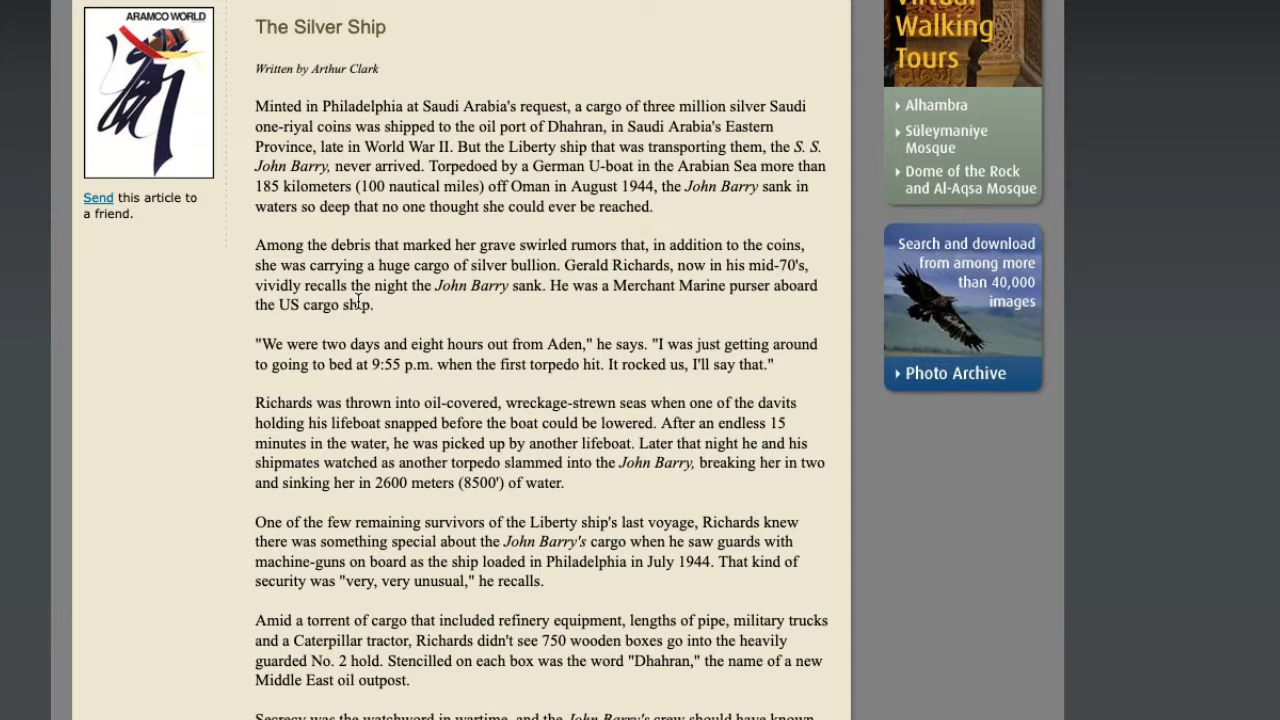 ARAMCO WORLD
Send this article to
a friend.
The Silver Ship
Written by Arthur Clark
Minted in Philadelphia at Saudi Arabia's request, a cargo of three million silver Saudi
one-riyal coins was shipped to the oil port of Dhahran, in Saudi Arabia's Eastern
Province, late in World War II. But the Liberty ship that was transporting them, the S. S.
John Barry, never arrived. Torpedoed by a German U-boat in the Arabian Sea more than
185 kilometers (100 nautical miles) off Oman in August 1944, the John Barry sank in
waters so deep that no one thought she could ever be reached.
Among the debris that marked her grave swirled rumors that, in addition to the coins,
she was carrying a huge cargo of silver bullion. Gerald Richards, now in his mid-70's,
vividly recalls the night the John Barry sank. He was a Merchant Marine purser aboard
the US cargo ship.
"We were two days and eight hours out from Aden," he says. "I was just getting around
to going to bed at 9:55 p.m. when the first torpedo hit. It rocked us, I'll say that."
Richards was thrown into oil-covered, wreckage-strewn seas when one of the davits
holding his lifeboat snapped before the boat could be lowered. After an endless 15
minutes in the water, he was picked up by another lifeboat. Later that night he and his
shipmates watched as another torpedo slammed into the John Barry, breaking her in two
and sinking her in 2600 meters (8500') of water.
One of the few remaining survivors of the Liberty ship's last voyage, Richards knew
there was something special about the John Barry's cargo when he saw guards with
machine-guns on board as the ship loaded in Philadelphia in July 1944. That kind of
security was "very, very unusual," he recalls.
Amid a torrent of cargo that included refinery equipment, lengths of pipe, military trucks
and a Caterpillar tractor, Richards didn't see 750 wooden boxes go into the heavily
guarded No. 2 hold. Stencilled on each box was the word "Dhahran," the name of a new
Middle East oil outpost.
Secrecy was the watchword in wartime, and the John Barry's crew should have known
Virtual
Walking
Tours
Alhambra
Süleymaniye
Mosque
Dome of the Rock
and Al-Aqsa Mosque
Search and download
from among more
than 40,000
images
Photo Archive